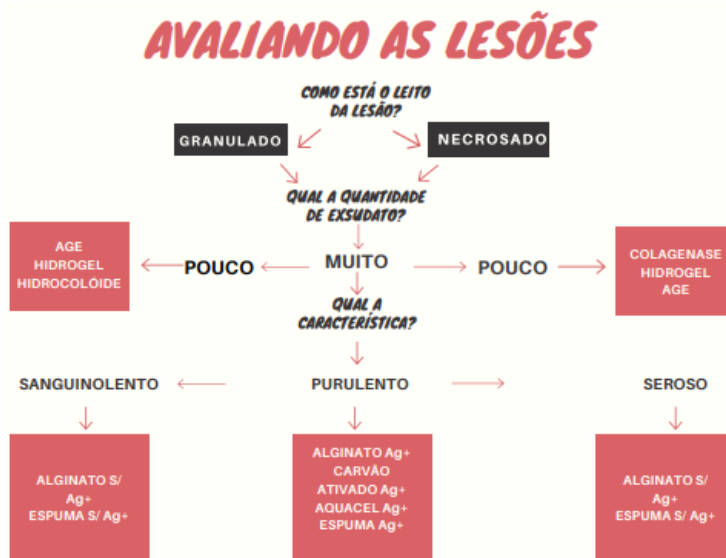 AVALIANDO AS LESÕES
COMO ESTÁ O LEITO
DA LESÃO?
GRANULADO
NECROSADO
QUAL A QUANTIDADE
DE EXSUDATO?
AGE
HIDROGEL
HIDROCOLÓIDE
POUCO
MUITO
POUCO
COLAGENASE
HIDROGEL
AGE
QUAL A
CARACTERÍSTICA?
SANGUINOLENTO
PURULENTO
SEROSO
ALGINATO S/
Ag+
ESPUMA S/ Ag+
ALGINATO Ag+
CARVÃO
ATIVADO Ag+
AQUACEL Ag+
ESPUMA Ag+
ALGINATO S/
Ag+
ESPUMA S/ Ag+